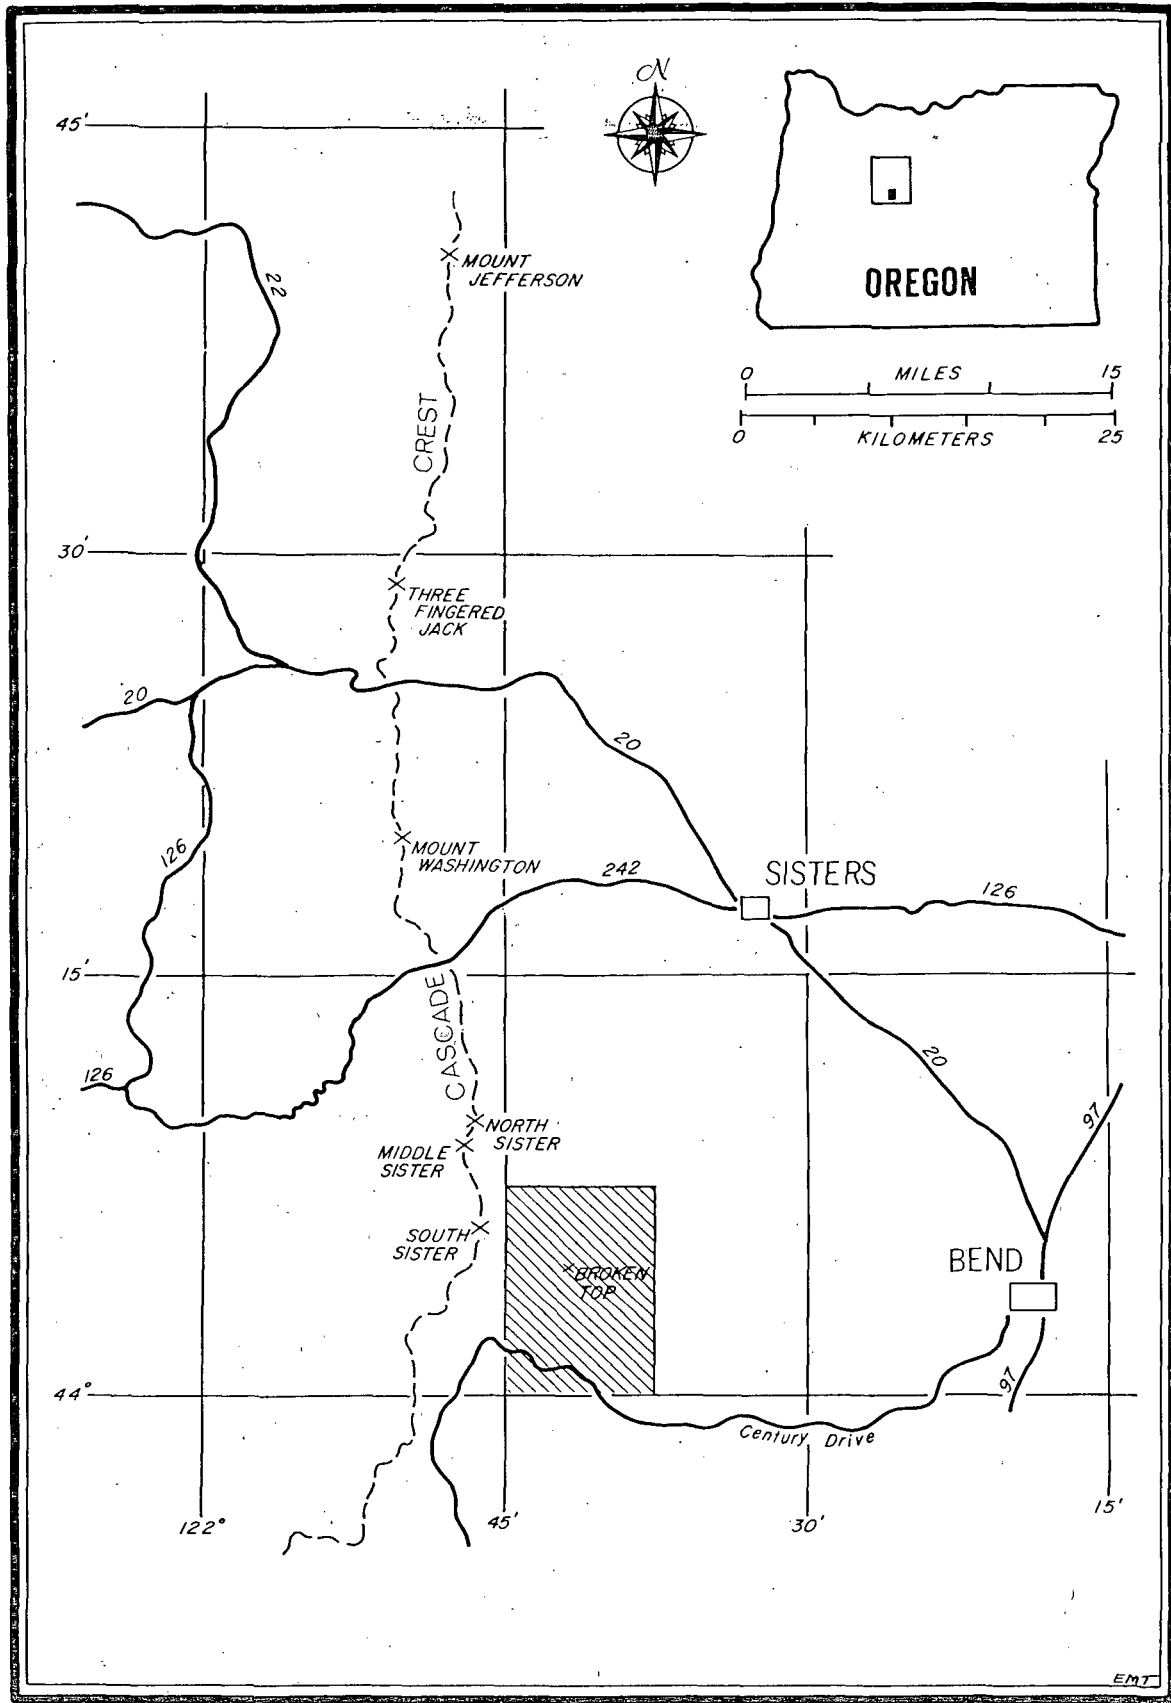 N
45'
22
MOUNT
JEFFERSON
OREGON
0 MILES 15
0 KILOMETERS 25
CREST
30'
THREE
FINGERED
JACK
20
20
126
MOUNT
WASHINGTON
242
SISTERS
126
15'
CASCADE
20
126
97
NORTH
SISTER
MIDDLE
SISTER
SOUTH
SISTER
BROKEN
TOP
BEND
44°
97
Century Drive
122°
45'
30'
15'
EMT